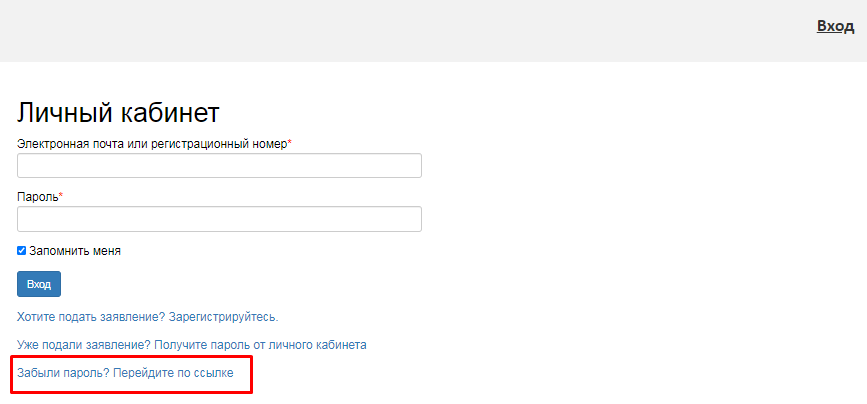 Вход
Личный кабинет
Электронная почта или регистрационный номер*
Пароль*
Запомнить меня
Вход
Хотите подать заявление? Зарегистрируйтесь.
Уже подали заявление? Получите пароль от личного кабинета
Забыли пароль? Перейдите по ссылке